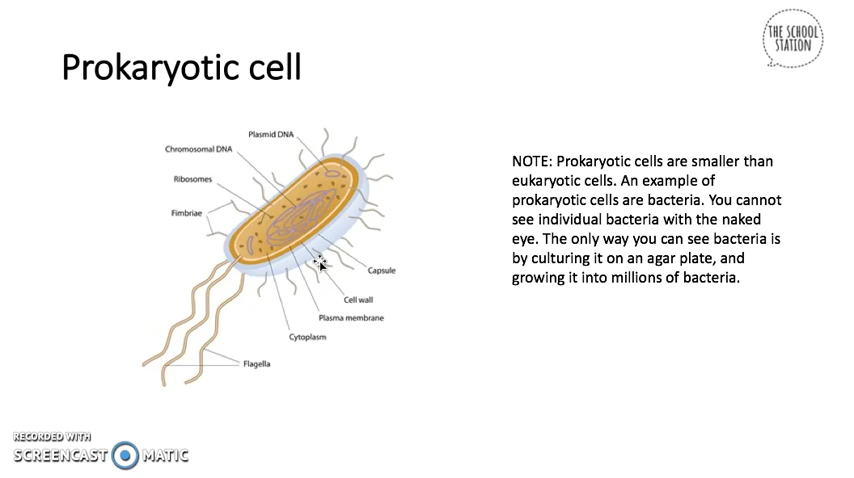 THE SCHOOL
STATION
Prokaryotic cell
Plasmid DNA
Chromosomal DNA
Ribosomes
Fimbriae
Capsule
Cell wall
Plasma membrane
Cytoplasm
Flagella
NOTE: Prokaryotic cells are smaller than
eukaryotic cells. An example of
prokaryotic cells are bacteria. You cannot
see individual bacteria with the naked
eye. The only way you can see bacteria is
by culturing it on an agar plate, and
growing it into millions of bacteria.
RECORDED WITH
SCREENCAST MATIC